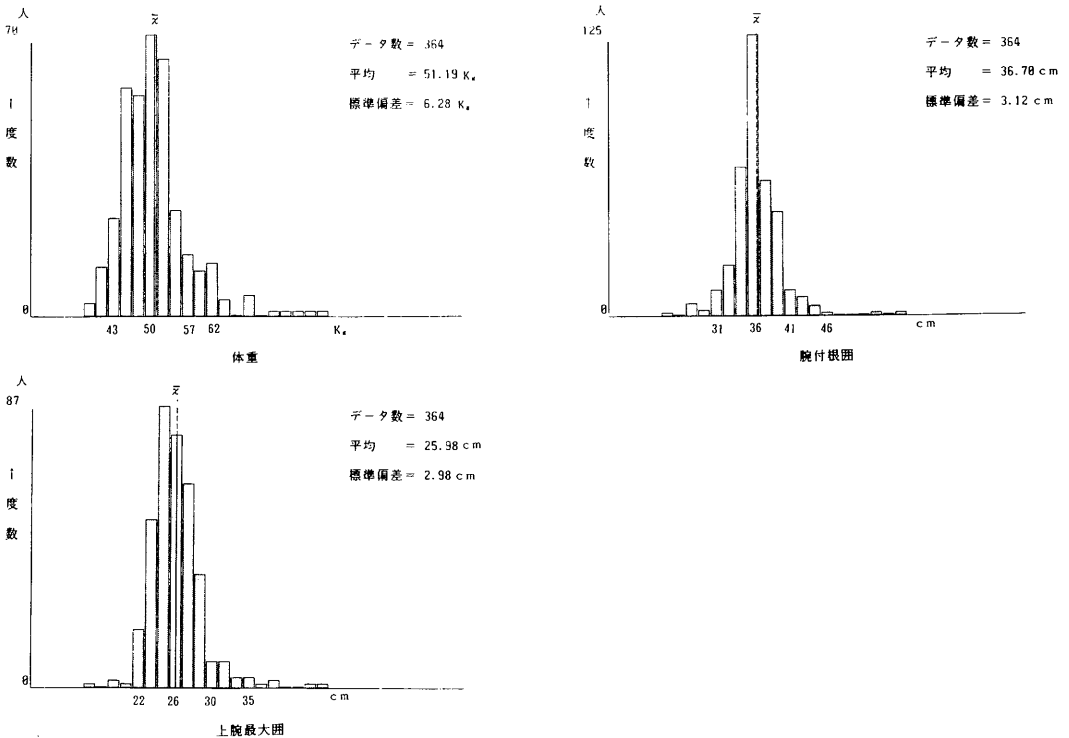 人
70
x̄
データ数 = 364
平均 = 51.19 Kg
標準偏差 = 6.28 Kg
↑
度
数
0
43 50 57 62 Kg
体重
人
125
x̄
データ数 = 364
平均 = 36.70 cm
標準偏差 = 3.12 cm
↑
度
数
0
31 36 41 46 cm
腕付根囲
人
87
x̄
データ数 = 364
平均 = 25.98 cm
標準偏差 = 2.98 cm
↑
度
数
0
22 26 30 35 cm
上腕最大囲